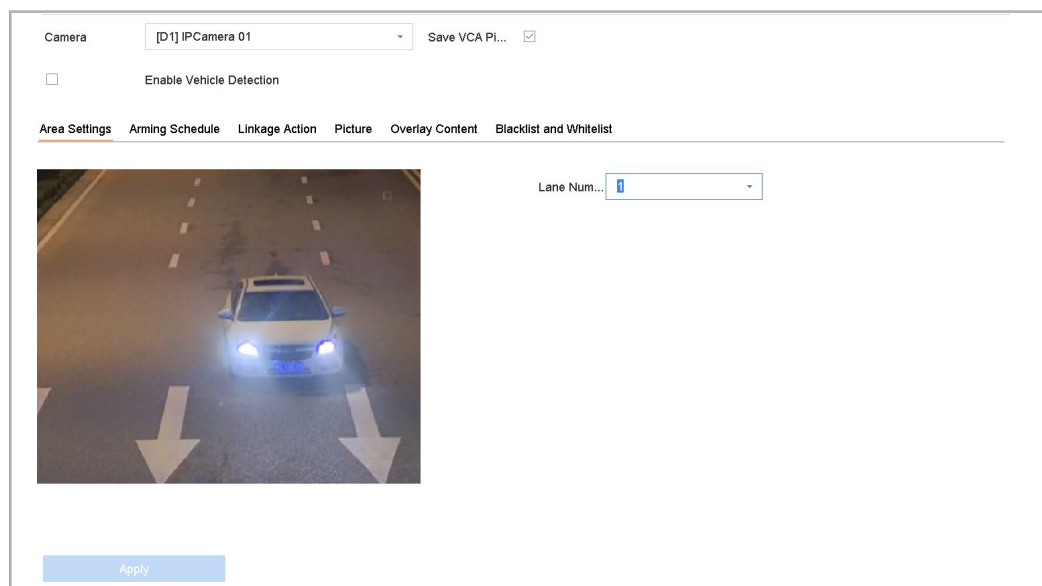 Camera [D1] IPCamera 01 Save VCA Pi...
Enable Vehicle Detection
Area Settings Arming Schedule Linkage Action Picture Overlay Content Blacklist and Whitelist
Lane Num... 1
Apply